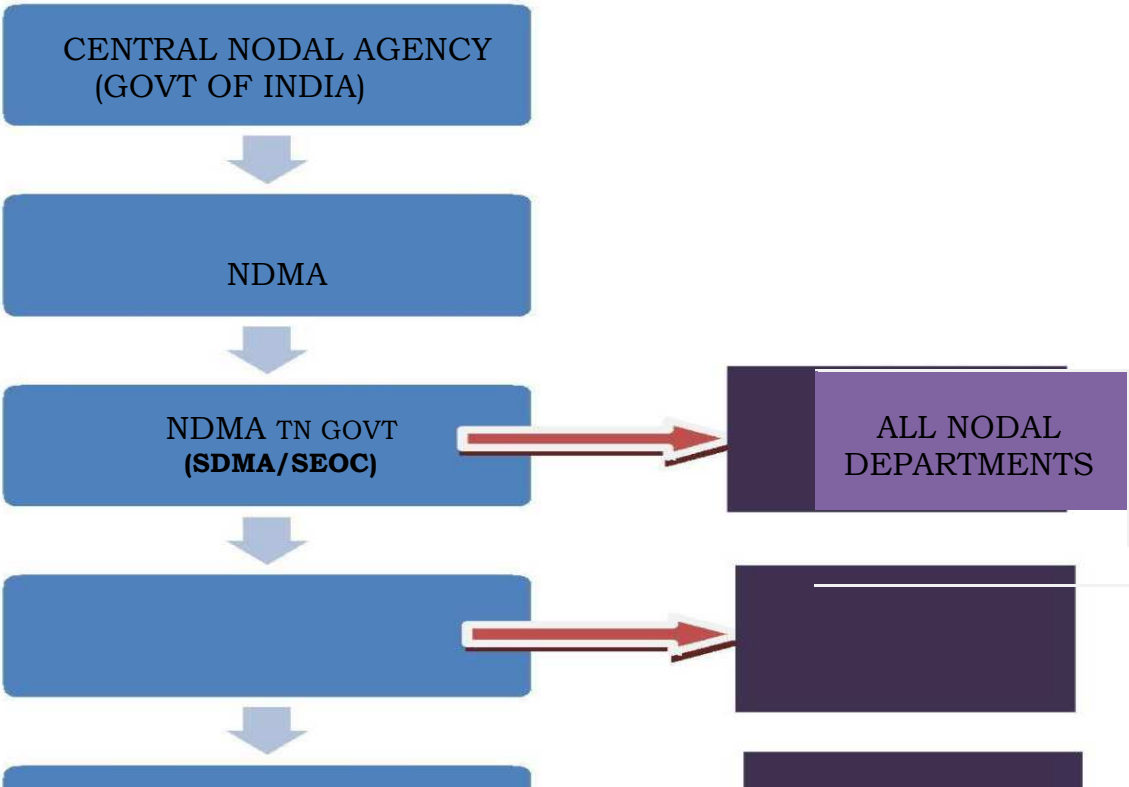 CENTRAL NODAL AGENCY
(GOVT OF INDIA)
NDMA
NDMA TN GOVT
(SDMA/SEOC)
ALL NODAL
DEPARTMENTS